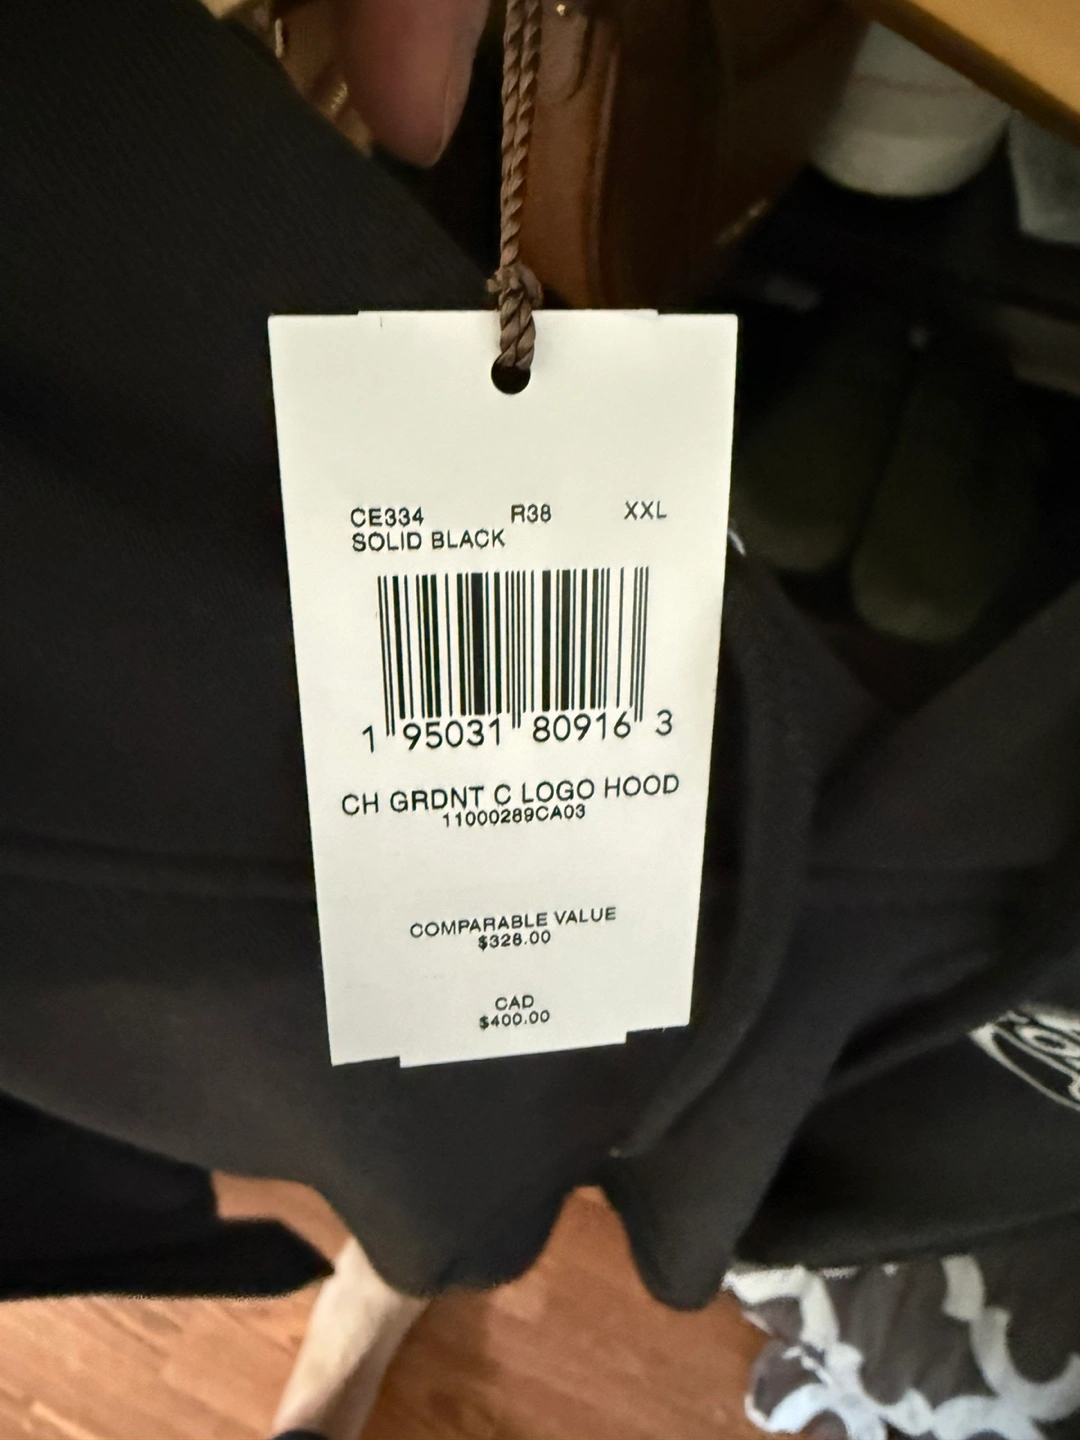 CE334 R38 XXL
SOLID BLACK
1 95031 80916 3
CH GRDNT C LOGO HOOD
11000289CA03
COMPARABLE VALUE
$328.00
CAD
$400.00